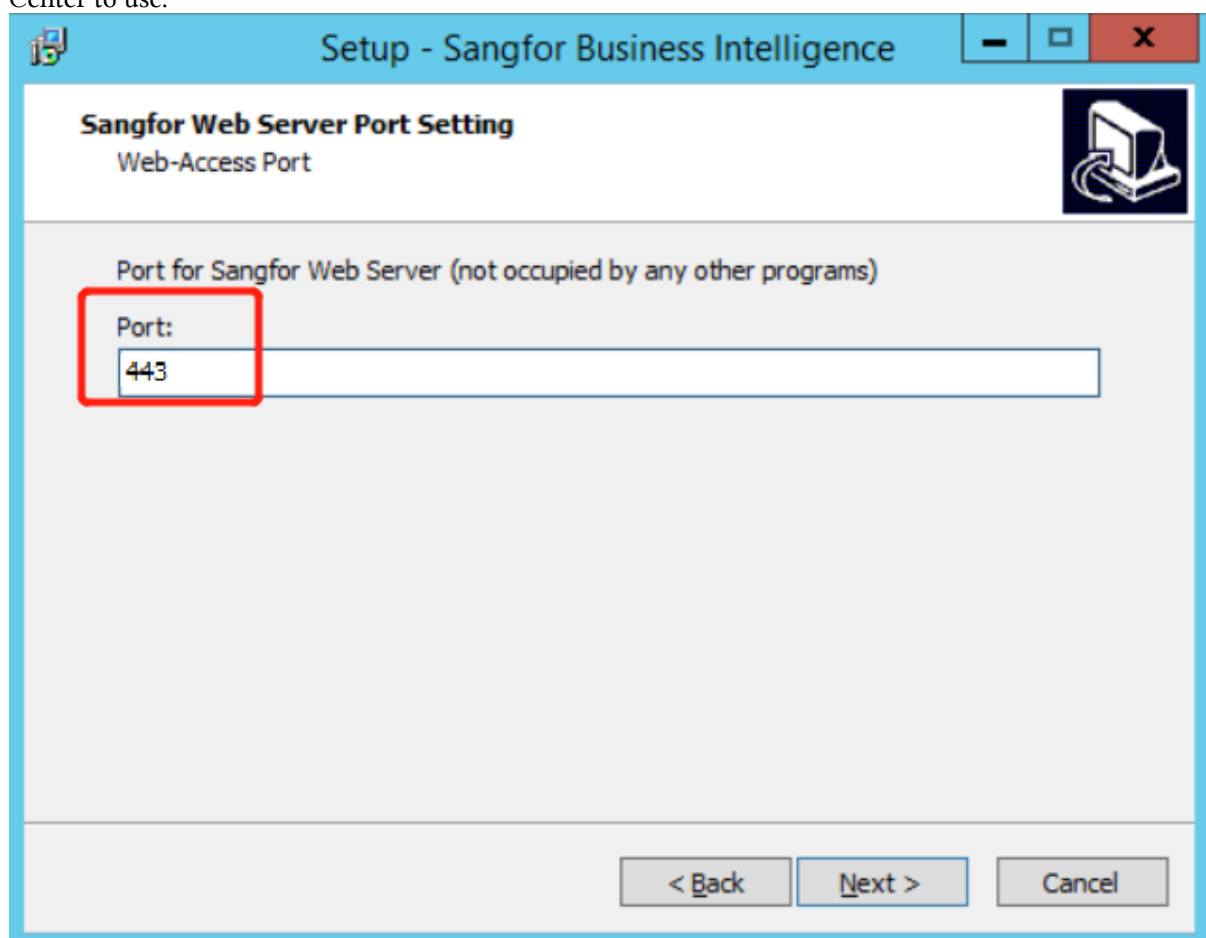 Center to use.
Setup - Sangfor Business Intelligence
Sangfor Web Server Port Setting
Web-Access Port
Port for Sangfor Web Server (not occupied by any other programs)
Port:
443
< Back Next > Cancel